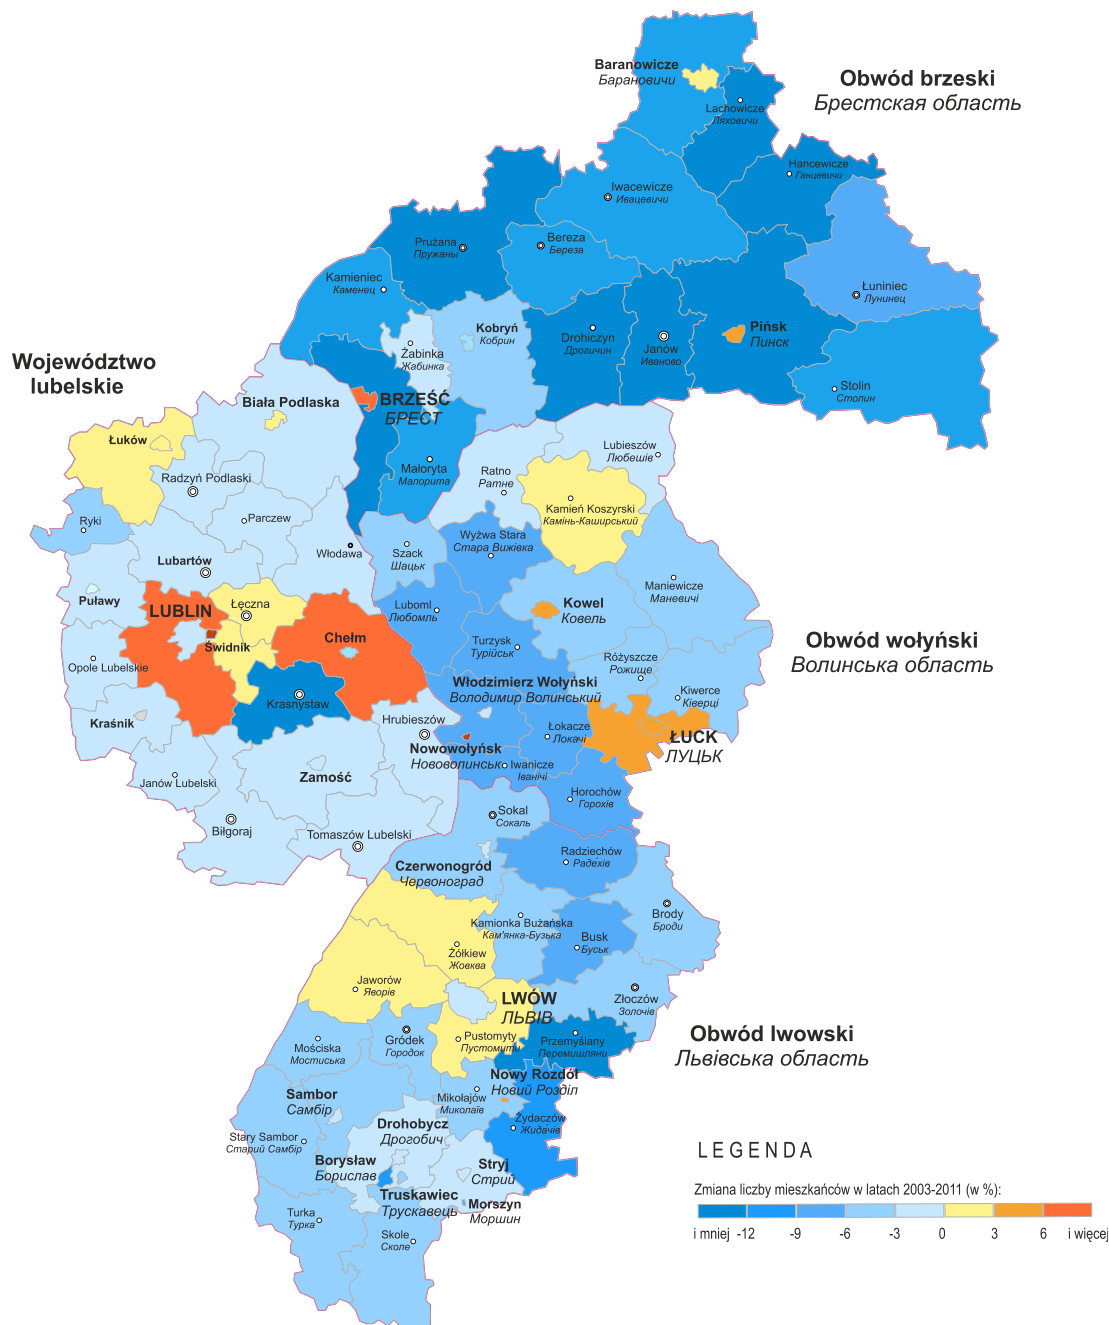 Baranowicze
Барановичи
Obwód brzeski
Брестская область
Lachowicze
Ляховичи
Hancewicze
Ганцевичи
Iwacewicze
Ивацевичи
Prużana
Пружаны
Bereza
Береза
Kamieniec
Каменец
Łuniniec
Лунинец
Kobryń
Кобрин
Drohiczyn
Дрогичин
Janów
Иваново
Pińsk
Пинск
Żabinka
Жабинка
Województwo
lubelskie
Stolin
Столин
Biała Podlaska
BRZEŚĆ
БРЕСТ
Łuków
Małoryta
Малорита
Lubieszów
Любешів
Radzyń Podlaski
Ratno
Ратне
Kamień Koszyrski
Камінь-Каширський
Ryki
Parczew
Wyżwa Stara
Стара Вижівка
Włodawa
Szack
Шацьк
Lubartów
Maniewicze
Маневичі
Puławy
LUBLIN
Łęczna
Luboml
Любомль
Kowel
Ковель
Chełm
Świdnik
Turzysk
Турійськ
Obwód wołyński
Волинська область
Opole Lubelskie
Różyszcze
Рожище
Włodzimierz Wołyński
Володимир Волинський
Kiwerce
Ківерці
Krasnystaw
Kraśnik
Hrubieszów
Łokacze
Локачі
ŁUCK
ЛУЦЬК
Nowowołyńsk
Нововолинськ
Iwanicze
Іваничі
Zamość
Janów Lubelski
Horochów
Горохів
Sokal
Сокаль
Biłgoraj
Tomaszów Lubelski
Radziechów
Радехів
Czerwonogród
Червоноград
Brody
Броди
Kamionka Bużańska
Кам'янка-Бузька
Busk
Буськ
Żółkiew
Жовква
Jaworów
Яворів
LWÓW
ЛЬВІВ
Złoczów
Золочів
Obwód lwowski
Львівська область
Gródek
Городок
Pustomyty
Пустомити
Przemyślany
Перемишляни
Mościska
Мостиська
Nowy Rozdół
Новий Розділ
Sambor
Самбір
Mikołajów
Миколаїв
Drohobycz
Дрогобич
Żydaczów
Жидачів
Stary Sambor
Старий Самбір
Borysław
Борислав
Stryj
Стрий
Truskawiec
Трускавець
Morszyn
Моршин
Turka
Турка
Skole
Сколе
LEGENDA
Zmiana liczby mieszkańców w latach 2003-2011 (w %):
i mniej -12 -9 -6 -3 0 3 6 i więcej